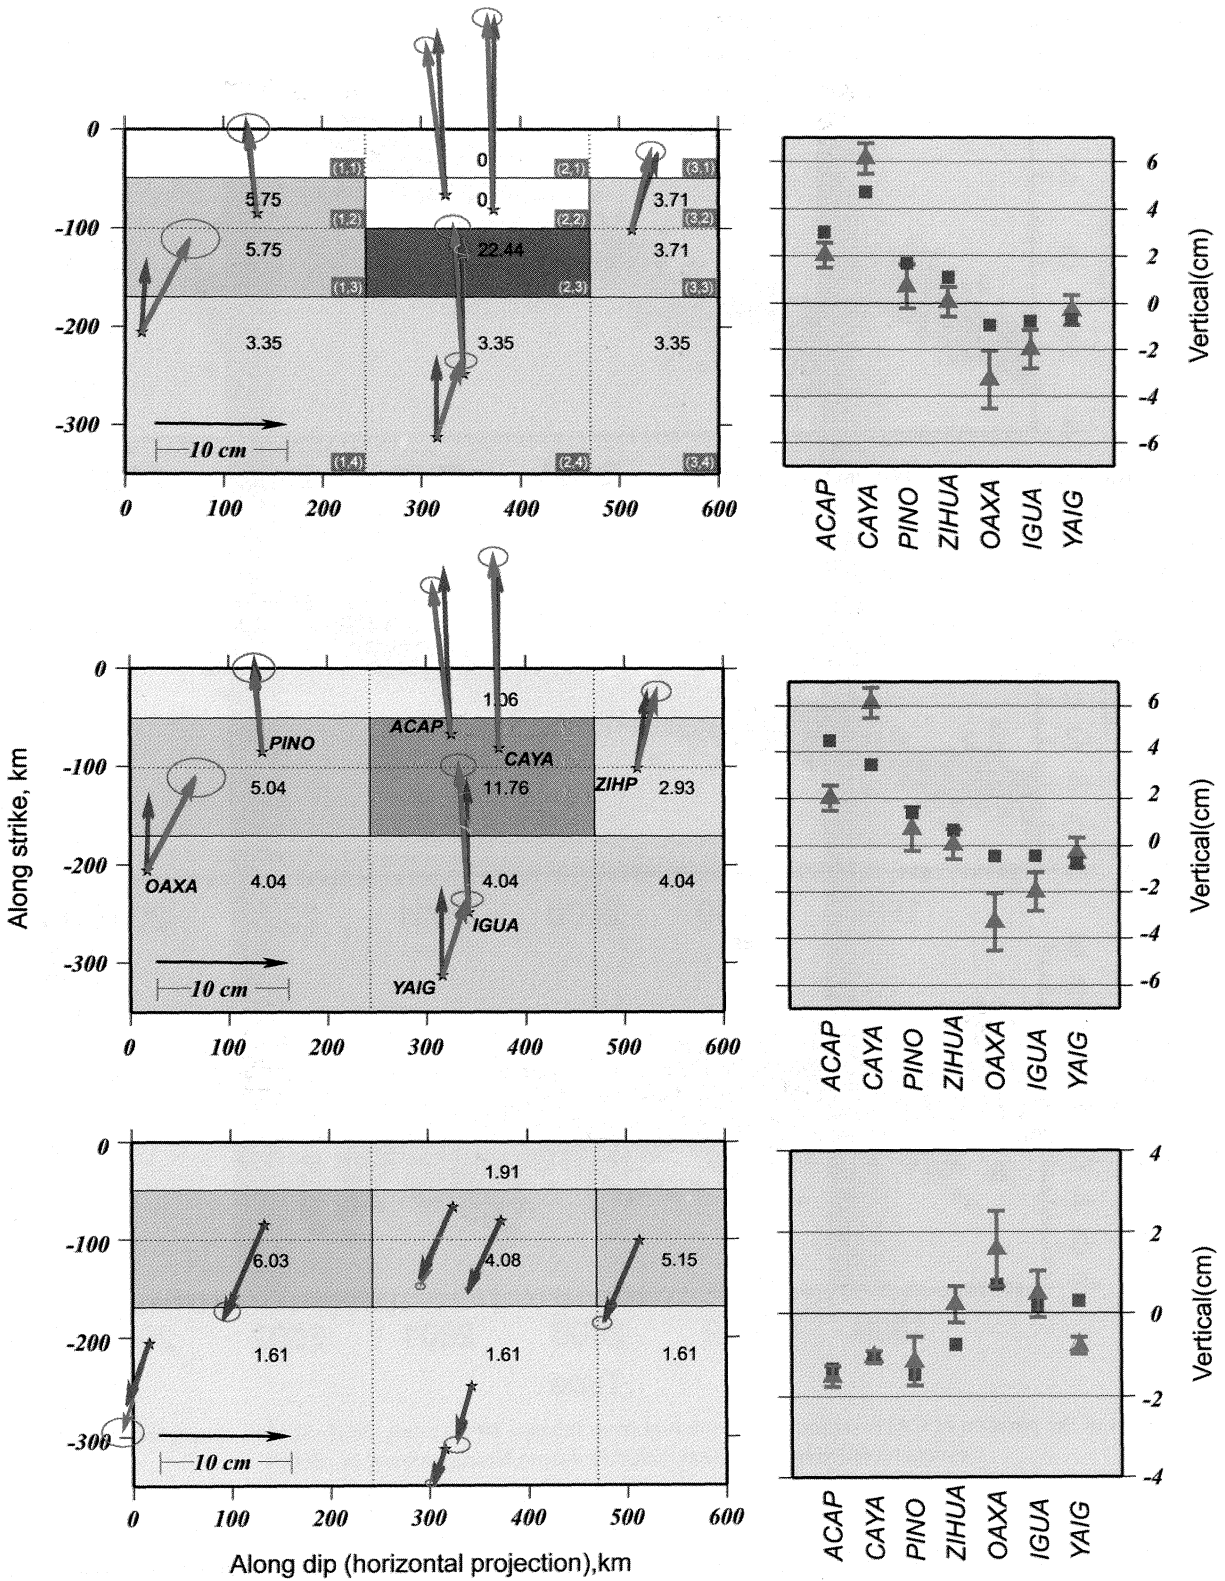 0
-100
-200
-300
0 100 200 300 400 500 600
(1,1)
(2,1)
(3,1)
(1,2)
(2,2)
(3,2)
(1,3)
(2,3)
(3,3)
(1,4)
(2,4)
(3,4)
0
5.75
0
3.71
5.75
22.44
3.71
3.35
3.35
3.35
10 cm
6
4
2
0
-2
-4
-6
Vertical(cm)
ACAP
CAYA
PINO
ZIHUA
OAXA
IGUA
YAIG
Along strike, km
0
-100
-200
-300
0 100 200 300 400 500 600
1.06
ACAP
PINO
CAYA
ZIHP
5.04
11.76
2.93
OAXA
4.04
4.04
4.04
IGUA
YAIG
10 cm
6
4
2
0
-2
-4
-6
Vertical(cm)
ACAP
CAYA
PINO
ZIHUA
OAXA
IGUA
YAIG
0
-100
-200
-300
0 100 200 300 400 500 600
1.91
6.03
4.08
5.15
1.61
1.61
1.61
10 cm
4
2
0
-2
-4
Vertical(cm)
ACAP
CAYA
PINO
ZIHUA
OAXA
IGUA
YAIG
Along dip (horizontal projection),km